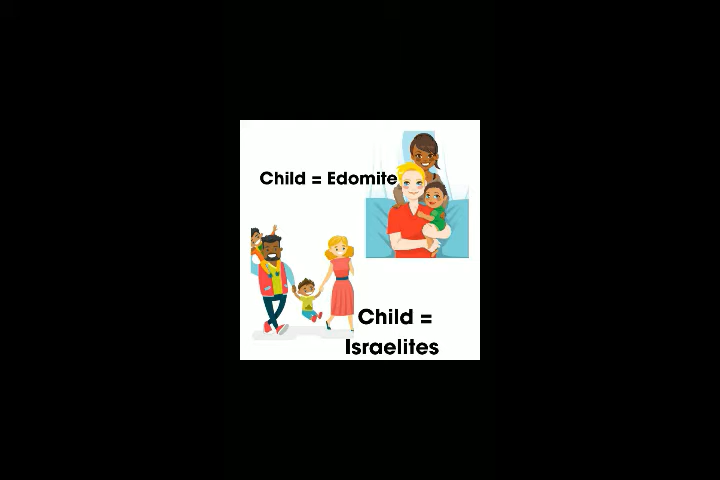 Child = Edomite
Child =
Israelites